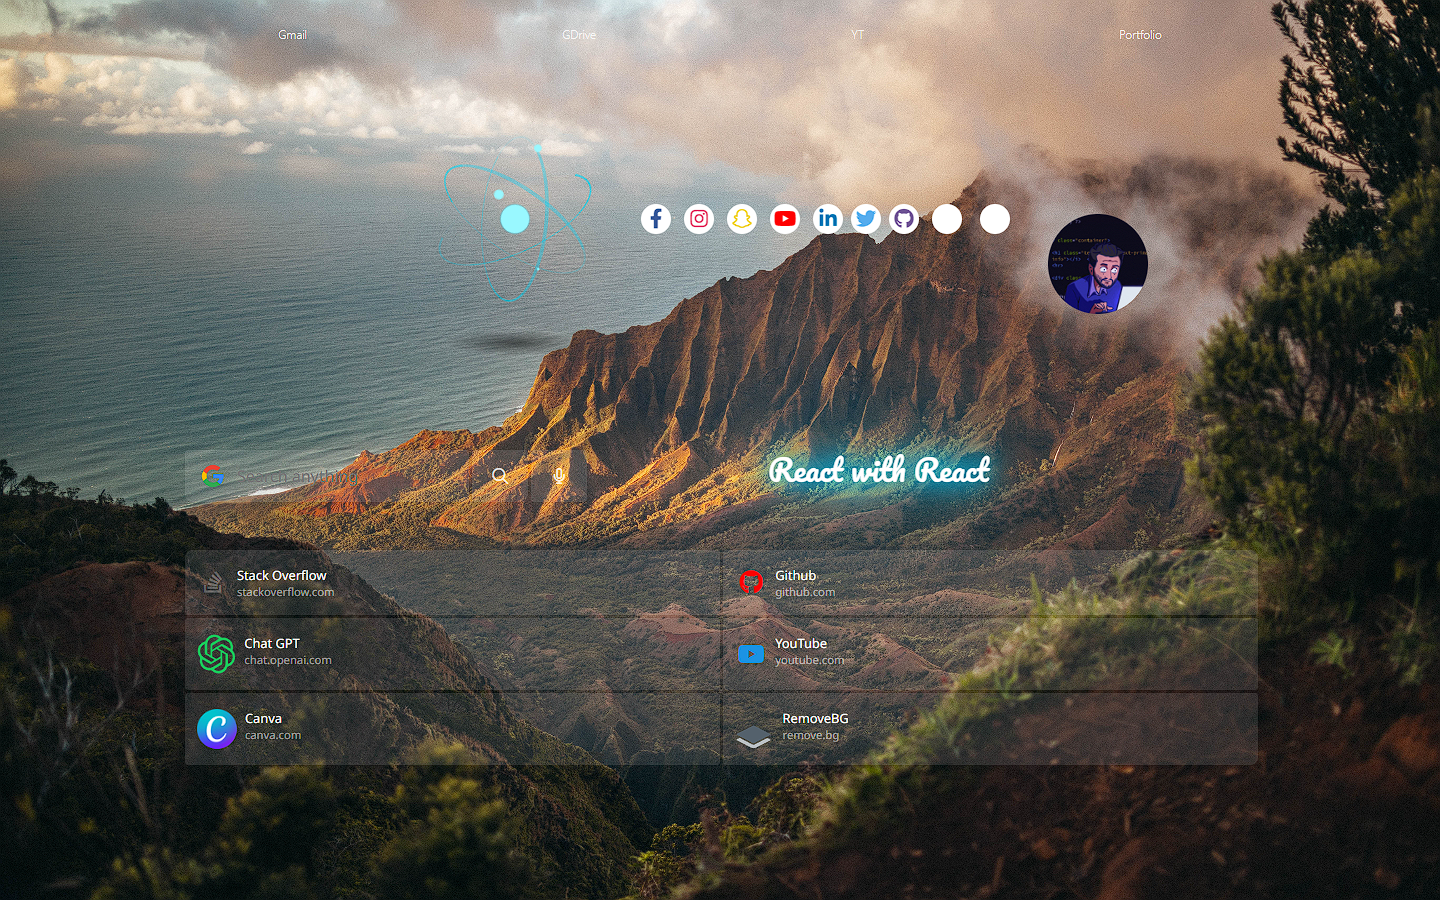 Gmail
GDrive
YT
Portfolio
React with React
Stack Overflow
stackoverflow.com
Github
github.com
Chat GPT
chat.openai.com
YouTube
youtube.com
Canva
canva.com
RemoveBG
remove.bg